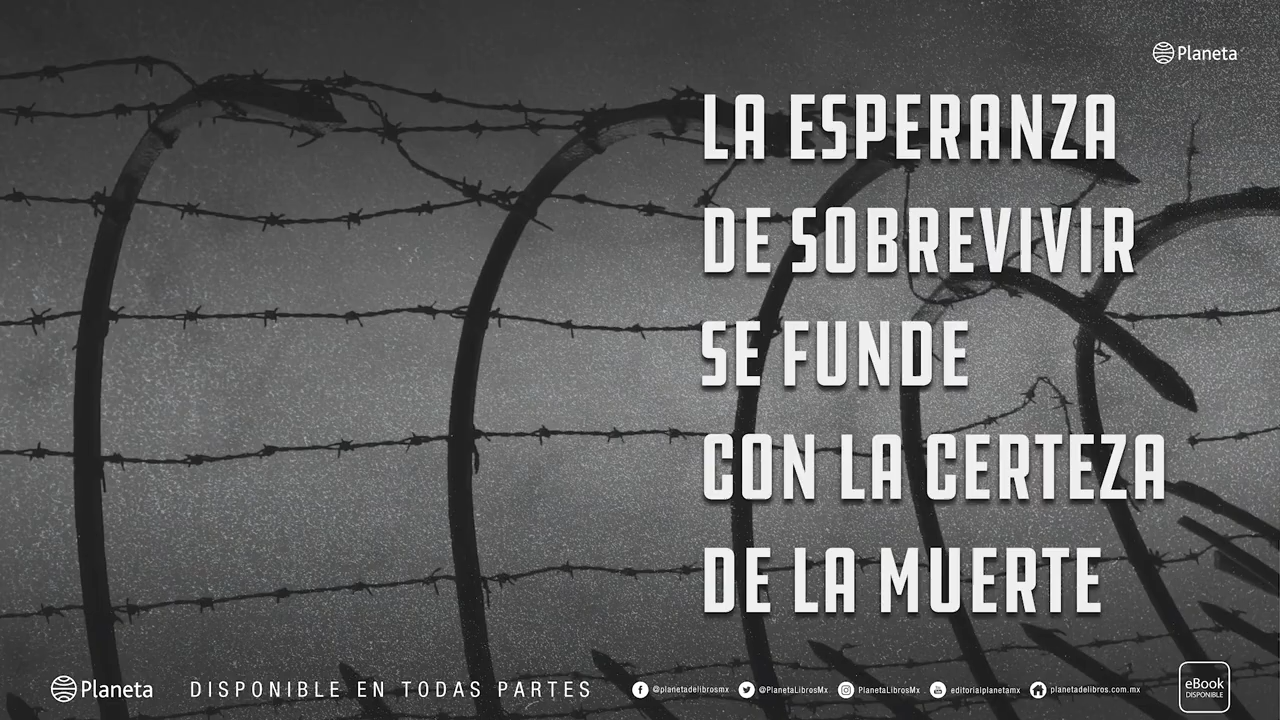 Planeta
LA ESPERANZA
DE SOBREVIVIR
SE FUNDE
CON LA CERTEZA
DE LA MUERTE
Planeta
DISPONIBLE EN TODAS PARTES
@planetadelibrosmx
@PlanetaLibrosMx
PlanetaLibrosMx
editorialplanetamx
planetadelibros.com.mx
eBook
DISPONIBLE